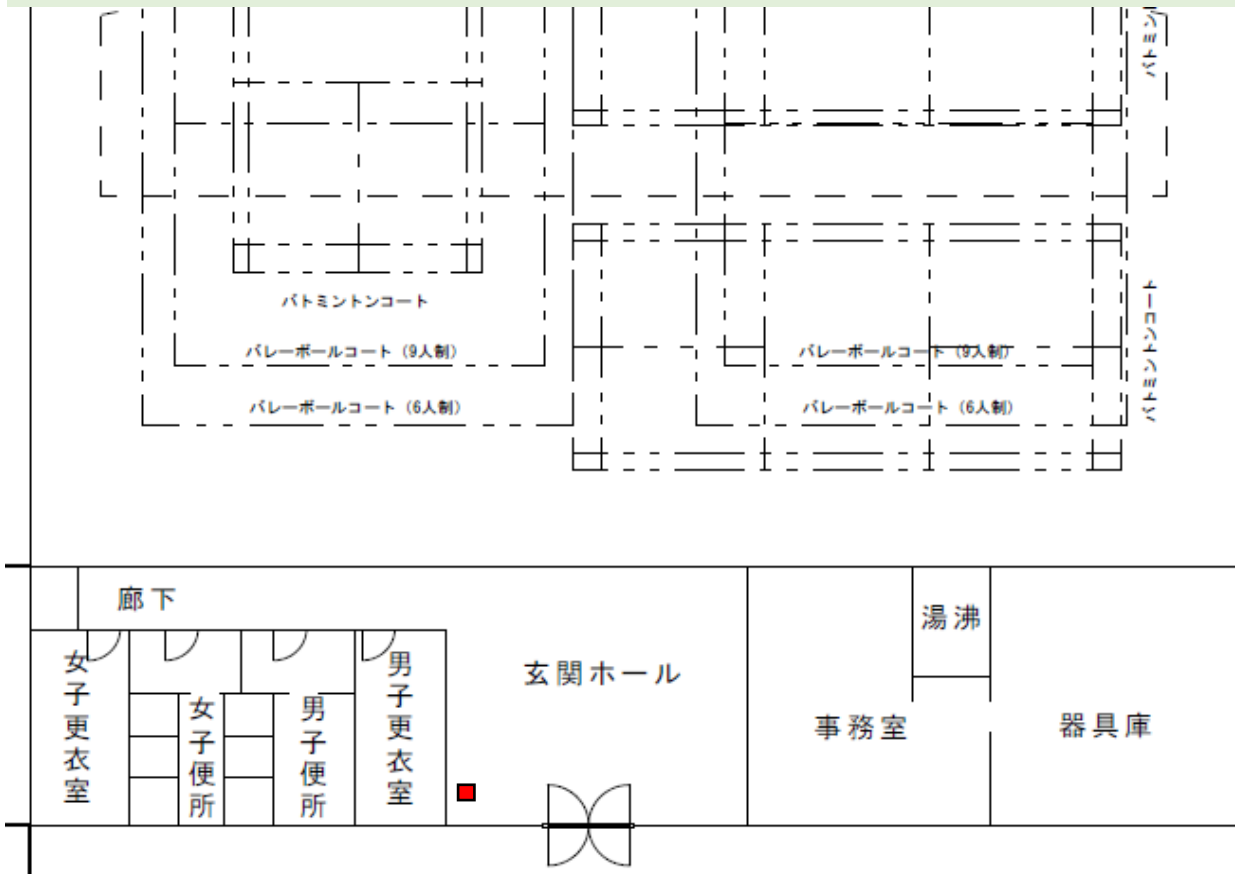 バトミン
バトミントンコート
バレーボールコート（9人制）
バレーボールコート（9人制）
バトミントンコート
バレーボールコート（6人制）
バレーボールコート（6人制）
廊下
湯沸
女子更衣室
女子便所
男子便所
男子更衣室
玄関ホール
事務室
器具庫